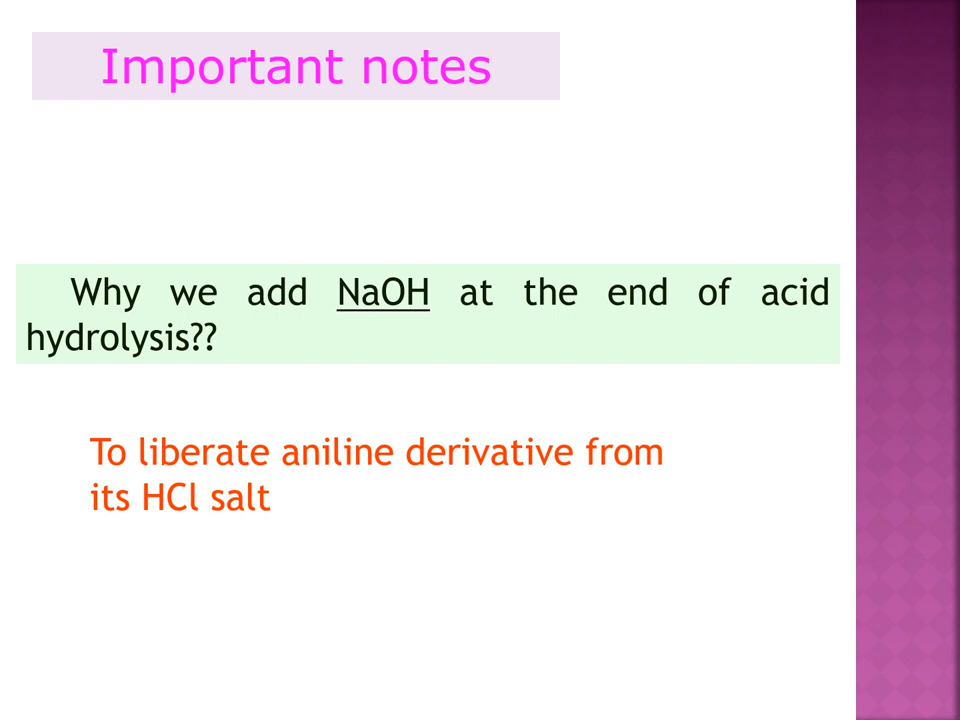 Important notes
Why we add NaOH at the end of acid
hydrolysis??
To liberate aniline derivative from
its HCl salt